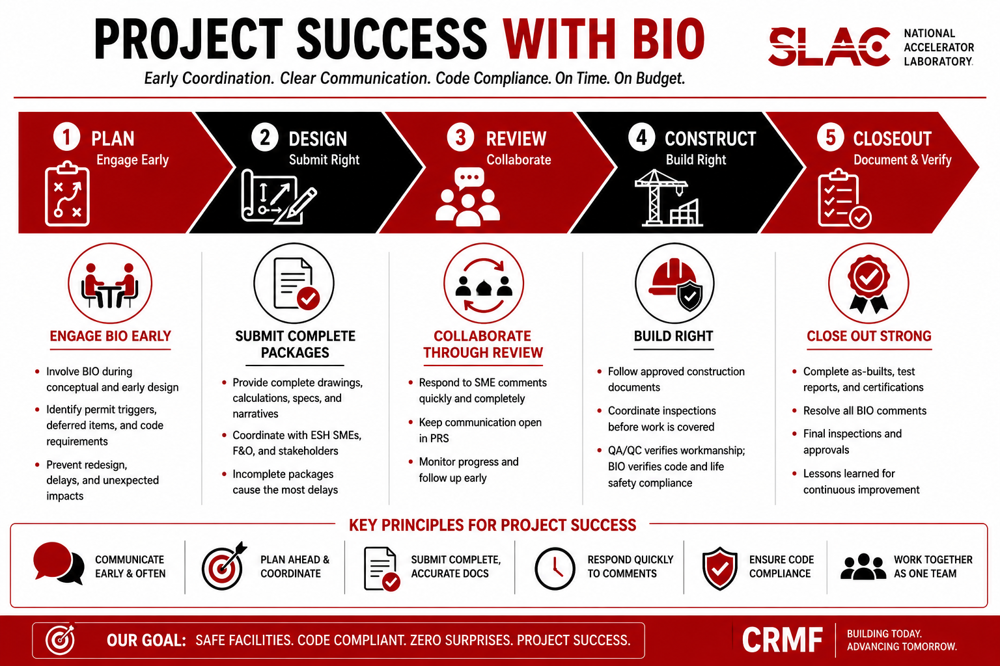 PROJECT SUCCESS WITH BIO
Early Coordination. Clear Communication. Code Compliance. On Time. On Budget.
SLAC
NATIONAL
ACCELERATOR
LABORATORY
1 PLAN
Engage Early
2 DESIGN
Submit Right
3 REVIEW
Collaborate
4 CONSTRUCT
Build Right
5 CLOSEOUT
Document & Verify
ENGAGE BIO EARLY
• Involve BIO during
conceptual and early design
• Identify permit triggers,
deferred items, and code
requirements
• Prevent redesign,
delays, and unexpected
impacts
SUBMIT COMPLETE
PACKAGES
• Provide complete drawings,
calculations, specs, and
narratives
• Coordinate with ESH SMEs,
F&O, and stakeholders
• Incomplete packages
cause the most delays
COLLABORATE
THROUGH REVIEW
• Respond to SME comments
quickly and completely
• Keep communication open
in PRS
• Monitor progress and
follow up early
BUILD RIGHT
• Follow approved construction
documents
• Coordinate inspections
before work is covered
• QA/QC verifies workmanship;
BIO verifies code and life
safety compliance
CLOSE OUT STRONG
• Complete as-builts, test
reports, and certifications
• Resolve all BIO comments
• Final inspections and
approvals
• Lessons learned for
continuous improvement
KEY PRINCIPLES FOR PROJECT SUCCESS
COMMUNICATE
EARLY & OFTEN
PLAN AHEAD &
COORDINATE
SUBMIT COMPLETE,
ACCURATE DOCS
RESPOND QUICKLY
TO COMMENTS
ENSURE CODE
COMPLIANCE
WORK TOGETHER
AS ONE TEAM
OUR GOAL: SAFE FACILITIES. CODE COMPLIANT. ZERO SURPRISES. PROJECT SUCCESS.
CRMF
BUILDING TODAY.
ADVANCING TOMORROW.